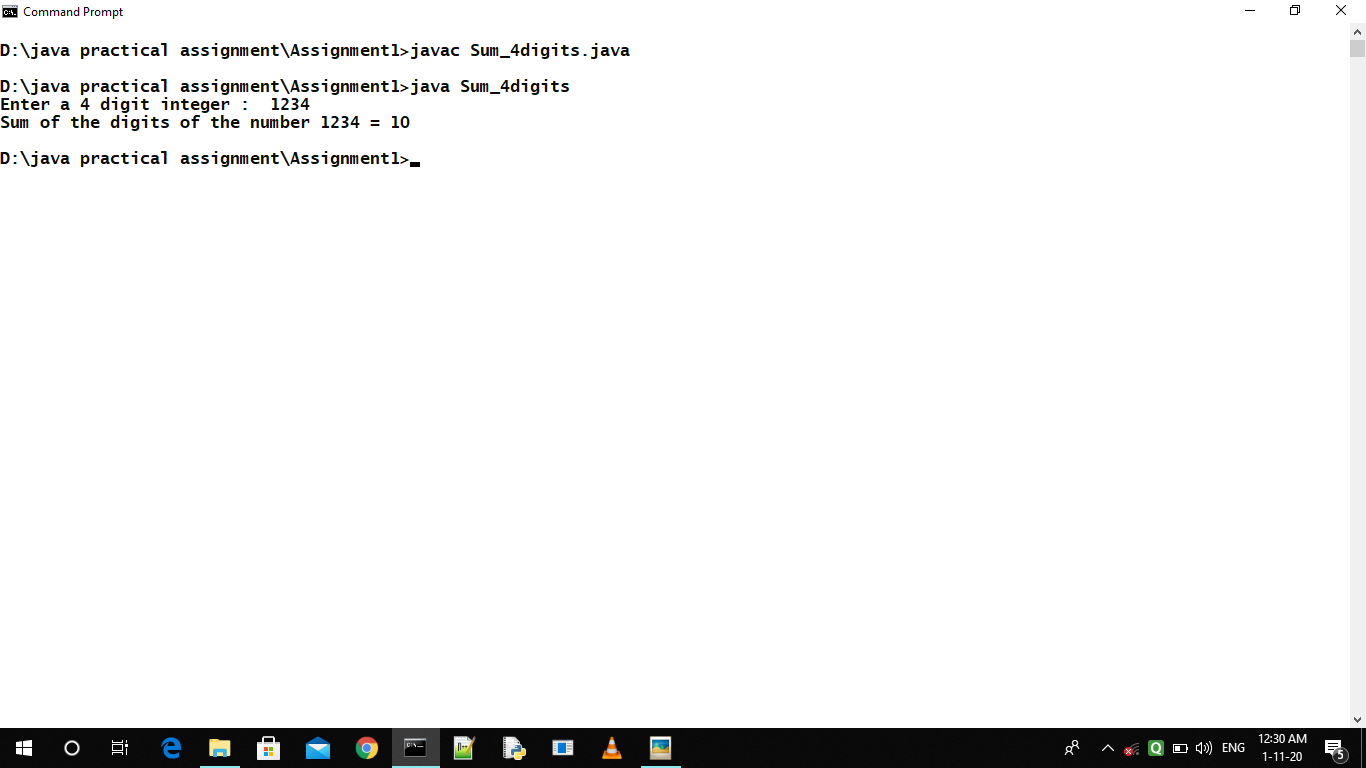 Command Prompt
D:\java practical assignment\Assignment1>javac Sum_4digits.java
D:\java practical assignment\Assignment1>java Sum_4digits
Enter a 4 digit integer :  1234
Sum of the digits of the number 1234 = 10
D:\java practical assignment\Assignment1>
ENG
12:30 AM
1-11-20
5